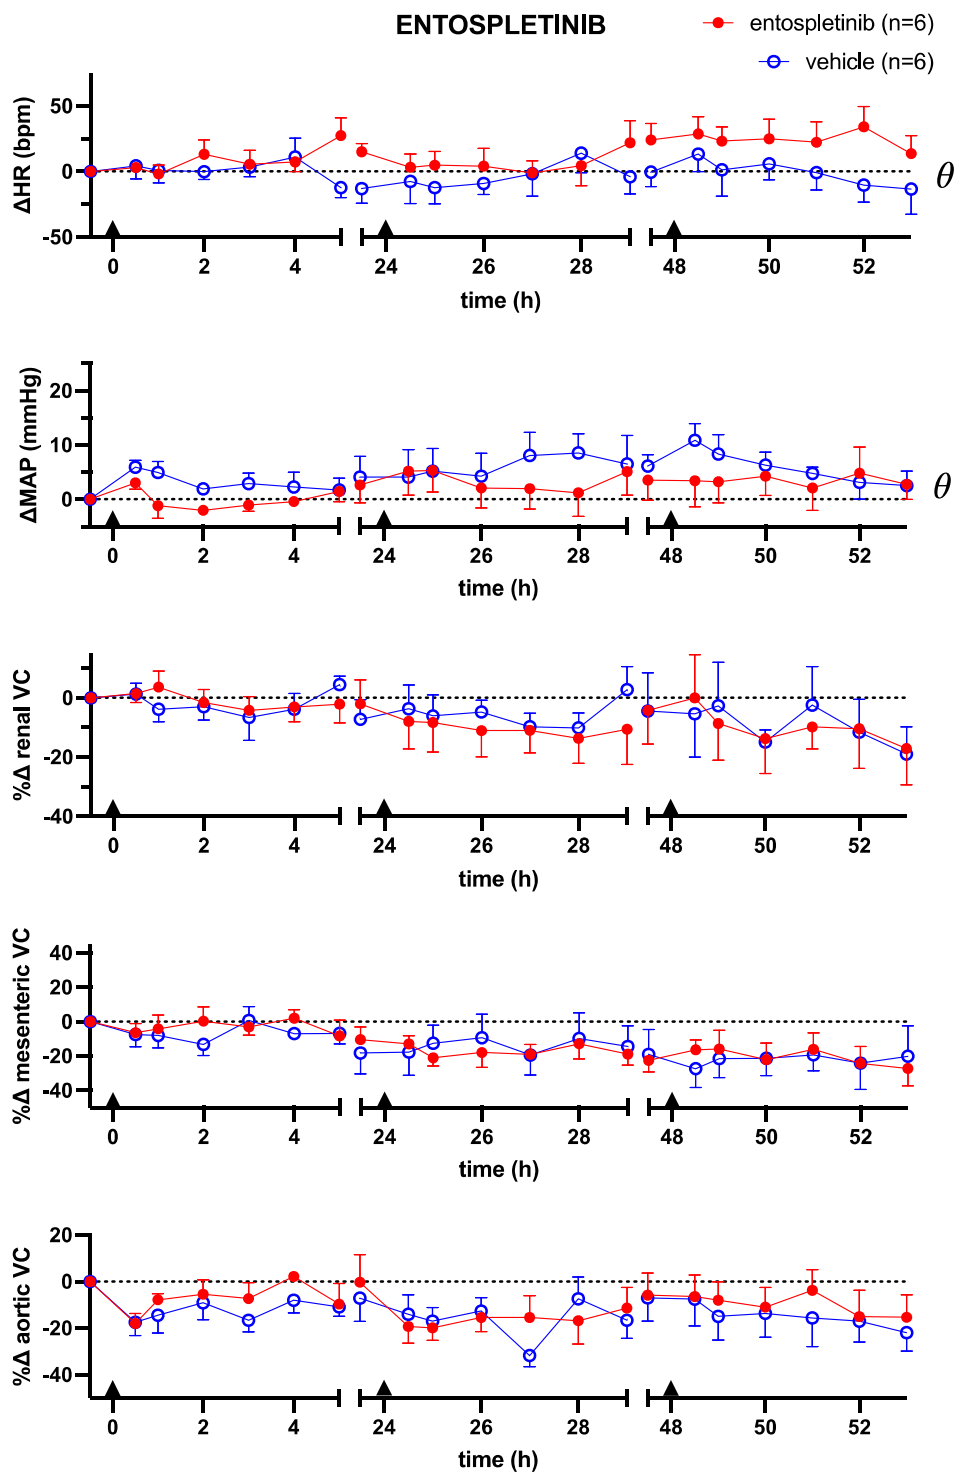 ENTOSPLETINIB
entospletinib (n=6)
vehicle (n=6)
ΔHR (bpm)
50
0
-50
θ
0 2 4 24 26 28 48 50 52
time (h)
ΔMAP (mmHg)
20
10
0
θ
0 2 4 24 26 28 48 50 52
time (h)
%Δ renal VC
0
-20
-40
0 2 4 24 26 28 48 50 52
time (h)
%Δ mesenteric VC
40
20
0
-20
-40
0 2 4 24 26 28 48 50 52
time (h)
%Δ aortic VC
20
0
-20
-40
0 2 4 24 26 28 48 50 52
time (h)